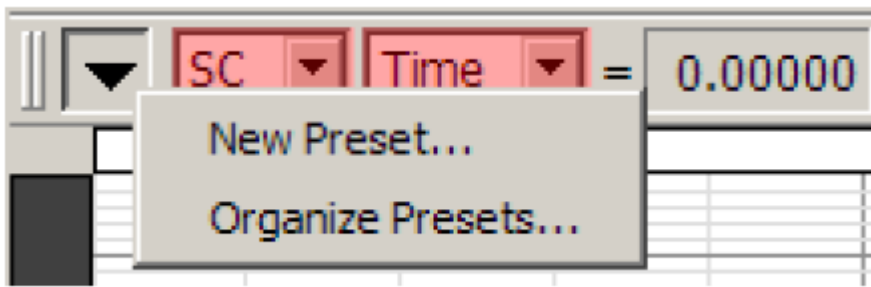 SC Time = 0.00000
New Preset...
Organize Presets...